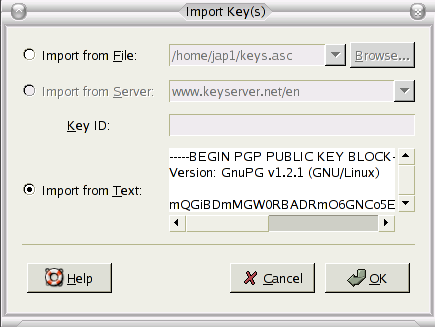 Import Key(s)
Import from File: /home/jap1/keys.asc Browse...
Import from Server: www.keyserver.net/en
Key ID:
-----BEGIN PGP PUBLIC KEY BLOCK-
Version: GnuPG v1.2.1 (GNU/Linux)
mQGiBDmMGW0RBADRmO6GNCo5E
Import from Text:
Help Cancel OK